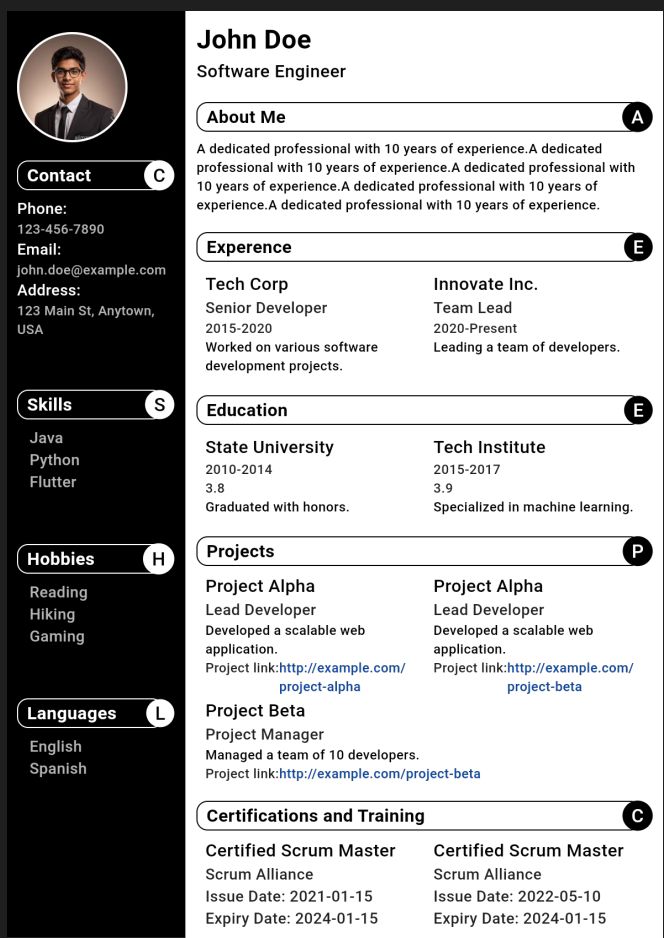 John Doe
Software Engineer
Contact C
Phone:
123-456-7890
Email:
john.doe@example.com
Address:
123 Main St, Anytown,
USA
Skills S
Java
Python
Flutter
Hobbies H
Reading
Hiking
Gaming
Languages L
English
Spanish
About Me A
A dedicated professional with 10 years of experience.A dedicated
professional with 10 years of experience.A dedicated professional with
10 years of experience.A dedicated professional with 10 years of
experience.A dedicated professional with 10 years of experience.
Experence E
Tech Corp
Senior Developer
2015-2020
Worked on various software
development projects.
Innovate Inc.
Team Lead
2020-Present
Leading a team of developers.
Education E
State University
2010-2014
3.8
Graduated with honors.
Tech Institute
2015-2017
3.9
Specialized in machine learning.
Projects P
Project Alpha
Lead Developer
Developed a scalable web
application.
Project link:http://example.com/
project-alpha
Project Alpha
Lead Developer
Developed a scalable web
application.
Project link:http://example.com/
project-beta
Project Beta
Project Manager
Managed a team of 10 developers.
Project link:http://example.com/project-beta
Certifications and Training C
Certified Scrum Master
Scrum Alliance
Issue Date: 2021-01-15
Expiry Date: 2024-01-15
Certified Scrum Master
Scrum Alliance
Issue Date: 2022-05-10
Expiry Date: 2024-01-15